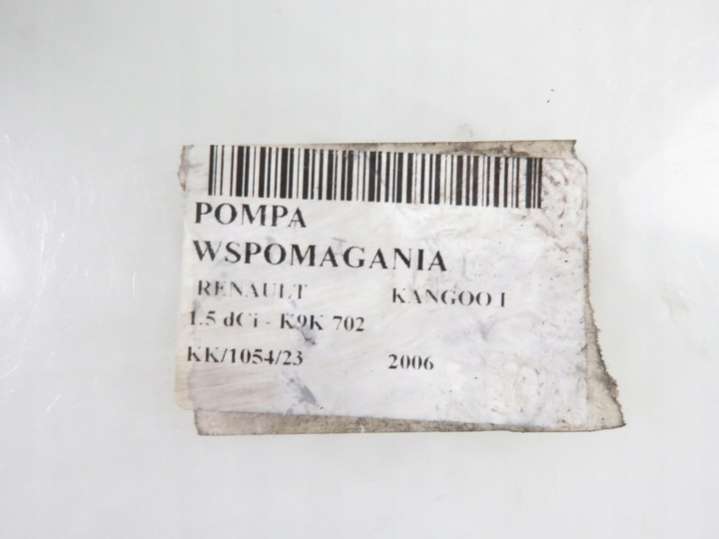 POMPA
WSPOMAGANIA
RENAULT KANGOO I
1.5 dCi - K9K 702
KK/1054/23 2006